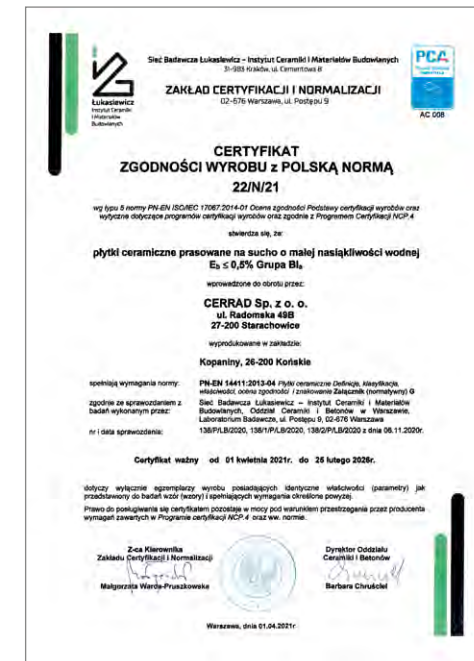 Sieć Badawcza Łukasiewicz – Instytut Ceramiki i Materiałów Budowlanych
31-983 Kraków, ul. Cementowa 8
ZAKŁAD CERTYFIKACJI I NORMALIZACJI
02-676 Warszawa, ul. Postępu 9
Łukasiewicz
Instytut Ceramiki
i Materiałów
Budowlanych
PCA
AC 008
CERTYFIKAT
ZGODNOŚCI WYROBU z POLSKĄ NORMĄ
22/N/21
wg typu 5 normy PN-EN ISO/IEC 17067:2014-01 Ocena zgodności Podstawy certyfikacji wyrobów oraz
wytyczne dotyczące programów certyfikacji wyrobów oraz zgodnie z Programem Certyfikacji NCP.4
stwierdza się, że:
płytki ceramiczne prasowane na sucho o małej nasiąkliwości wodnej
Eb ≤ 0,5% Grupa BIa
wprowadzone do obrotu przez:
CERRAD Sp. z o. o.
ul. Radomska 49B
27-200 Starachowice
wyprodukowane w zakładzie:
Kopaniny, 26-200 Końskie
spełniają wymagania normy: PN-EN 14411:2013-04 Płytki ceramiczne Definicje, klasyfikacja,
właściwości, ocena zgodności i znakowanie Załącznik (normatywny) G
zgodnie ze sprawozdaniem z Sieć Badawcza Łukasiewicz – Instytut Ceramiki i Materiałów
badań wykonanym przez: Budowlanych, Oddział Ceramiki i Betonów w Warszawie,
Laboratorium Badawcze, ul. Postępu 9, 02-676 Warszawa
nr i data sprawozdania: 138/P/LB/2020, 138/1/P/LB/2020, 138/2/P/LB/2020 z dnia 06.11.2020r.
Certyfikat ważny od 01 kwietnia 2021r. do 26 lutego 2026r.
dotyczy wyłącznie egzemplarzy wyrobu posiadających identyczne właściwości (parametry) jak
przedstawiony do badań wzór (wzory) i spełniających wymagania określone powyżej.
Prawo do posługiwania się certyfikatem pozostaje w mocy pod warunkiem przestrzegania przez producenta
wymagań zawartych w Programie certyfikacji NCP.4 oraz ww. normie.
Z-ca Kierownika
Zakładu Certyfikacji i Normalizacji
Małgorzata Warda-Pruszkowska
Dyrektor Oddziału
Ceramiki i Betonów
Barbara Chruściel
Warszawa, dnia 01.04.2021r